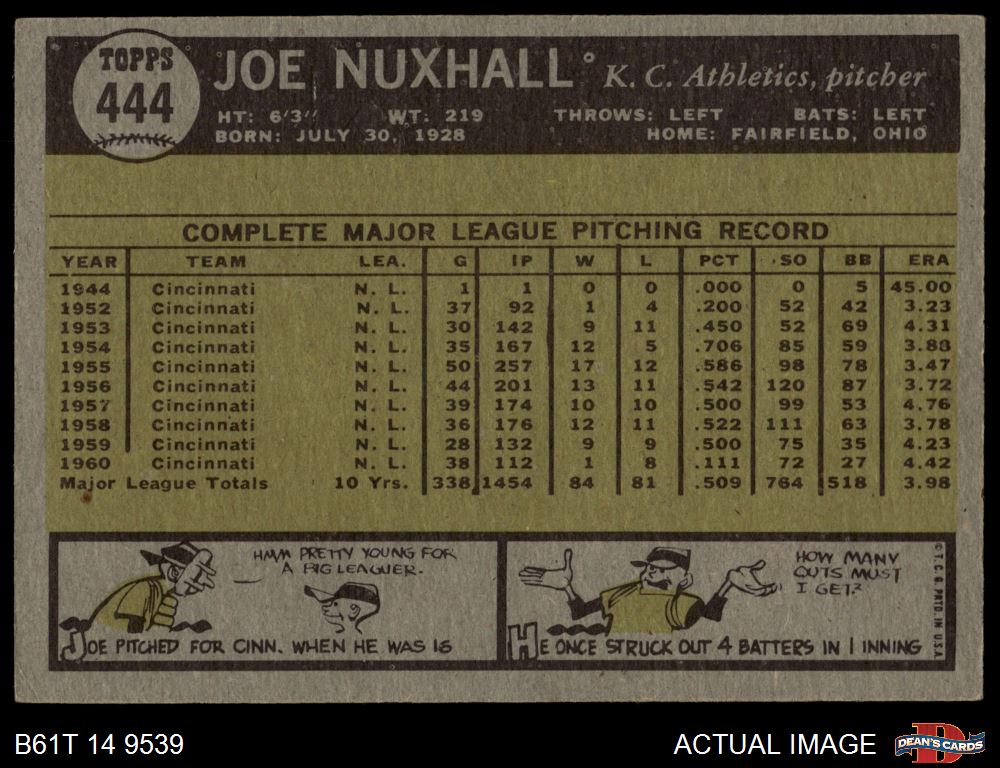 TOPPS
444
JOE NUXHALL° K. C. Athletics, pitcher
HT: 6'3" WT: 219 THROWS: LEFT BATS: LEFT
BORN: JULY 30, 1928 HOME: FAIRFIELD, OHIO
COMPLETE MAJOR LEAGUE PITCHING RECORD
YEAR TEAM LEA. G IP W L PCT SO BB ERA
1944 Cincinnati N. L. 1 1 0 0 .000 0 5 45.00
1952 Cincinnati N. L. 37 92 1 4 .200 52 42 3.23
1953 Cincinnati N. L. 30 142 9 11 .450 52 69 4.31
1954 Cincinnati N. L. 35 167 12 5 .706 85 59 3.88
1955 Cincinnati N. L. 50 257 17 12 .586 98 78 3.47
1956 Cincinnati N. L. 44 201 13 11 .542 120 87 3.72
1957 Cincinnati N. L. 39 174 10 10 .500 99 53 4.76
1958 Cincinnati N. L. 36 176 12 11 .522 111 63 3.78
1959 Cincinnati N. L. 28 132 9 9 .500 75 35 4.23
1960 Cincinnati N. L. 38 112 1 8 .111 72 27 4.42
Major League Totals 10 Yrs. 338 1454 84 81 .509 764 518 3.98
HMM PRETTY YOUNG FOR
A BIG LEAGUER.
JOE PITCHED FOR CINN. WHEN HE WAS 16
HOW MANY
OUTS MUST
I GET?
HE ONCE STRUCK OUT 4 BATTERS IN 1 INNING
© T. C. G. PRTD. IN U.S.A.
B61T 14 9539
ACTUAL IMAGE
D
DEAN'S CARDS